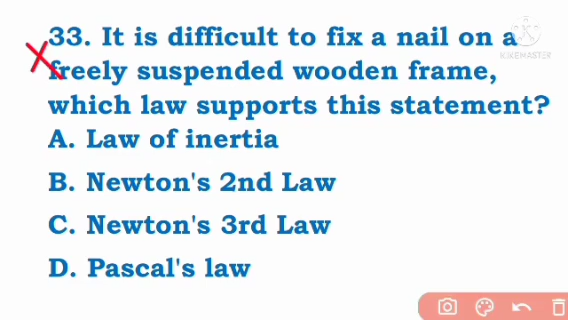 33. It is difficult to fix a nail on a
KINEMASTER
freely suspended wooden frame,
which law supports this statement?
A. Law of inertia
B. Newton's 2nd Law
C. Newton's 3rd Law
D. Pascal's law